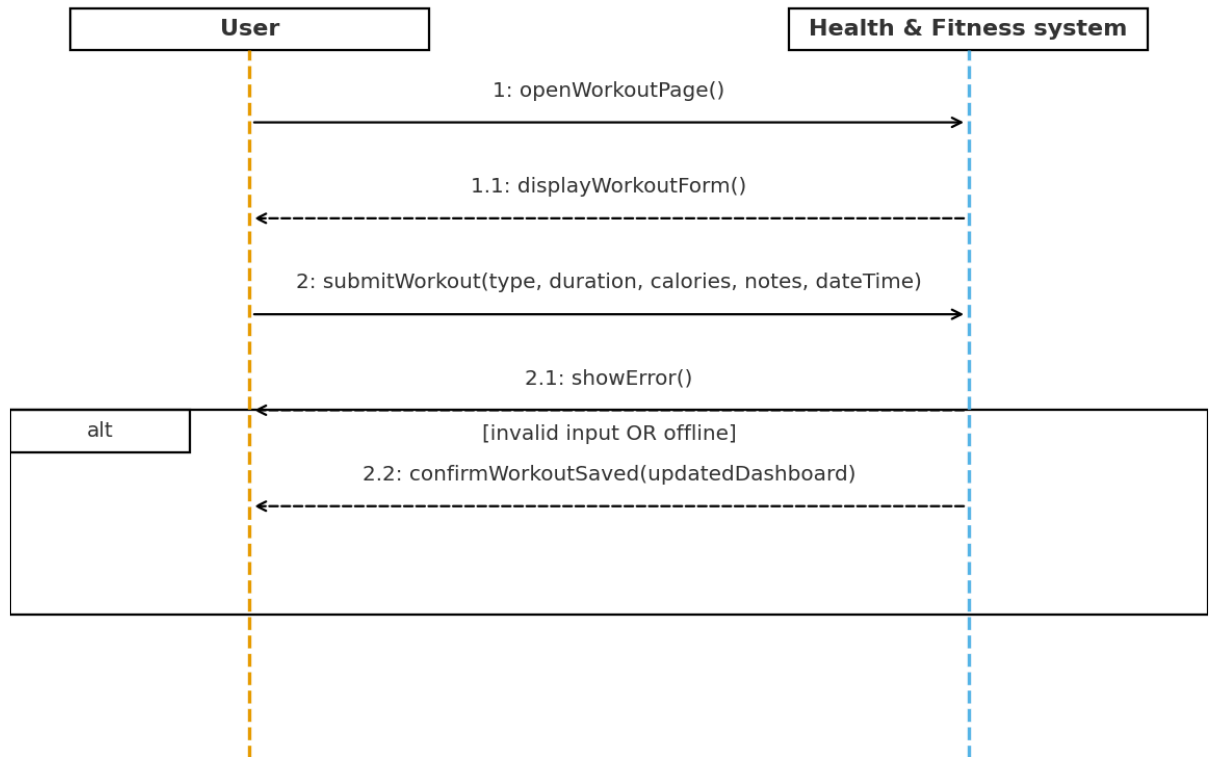 User
Health & Fitness system
1: openWorkoutPage()
1.1: displayWorkoutForm()
2: submitWorkout(type, duration, calories, notes, dateTime)
2.1: showError()
alt
[invalid input OR offline]
2.2: confirmWorkoutSaved(updatedDashboard)